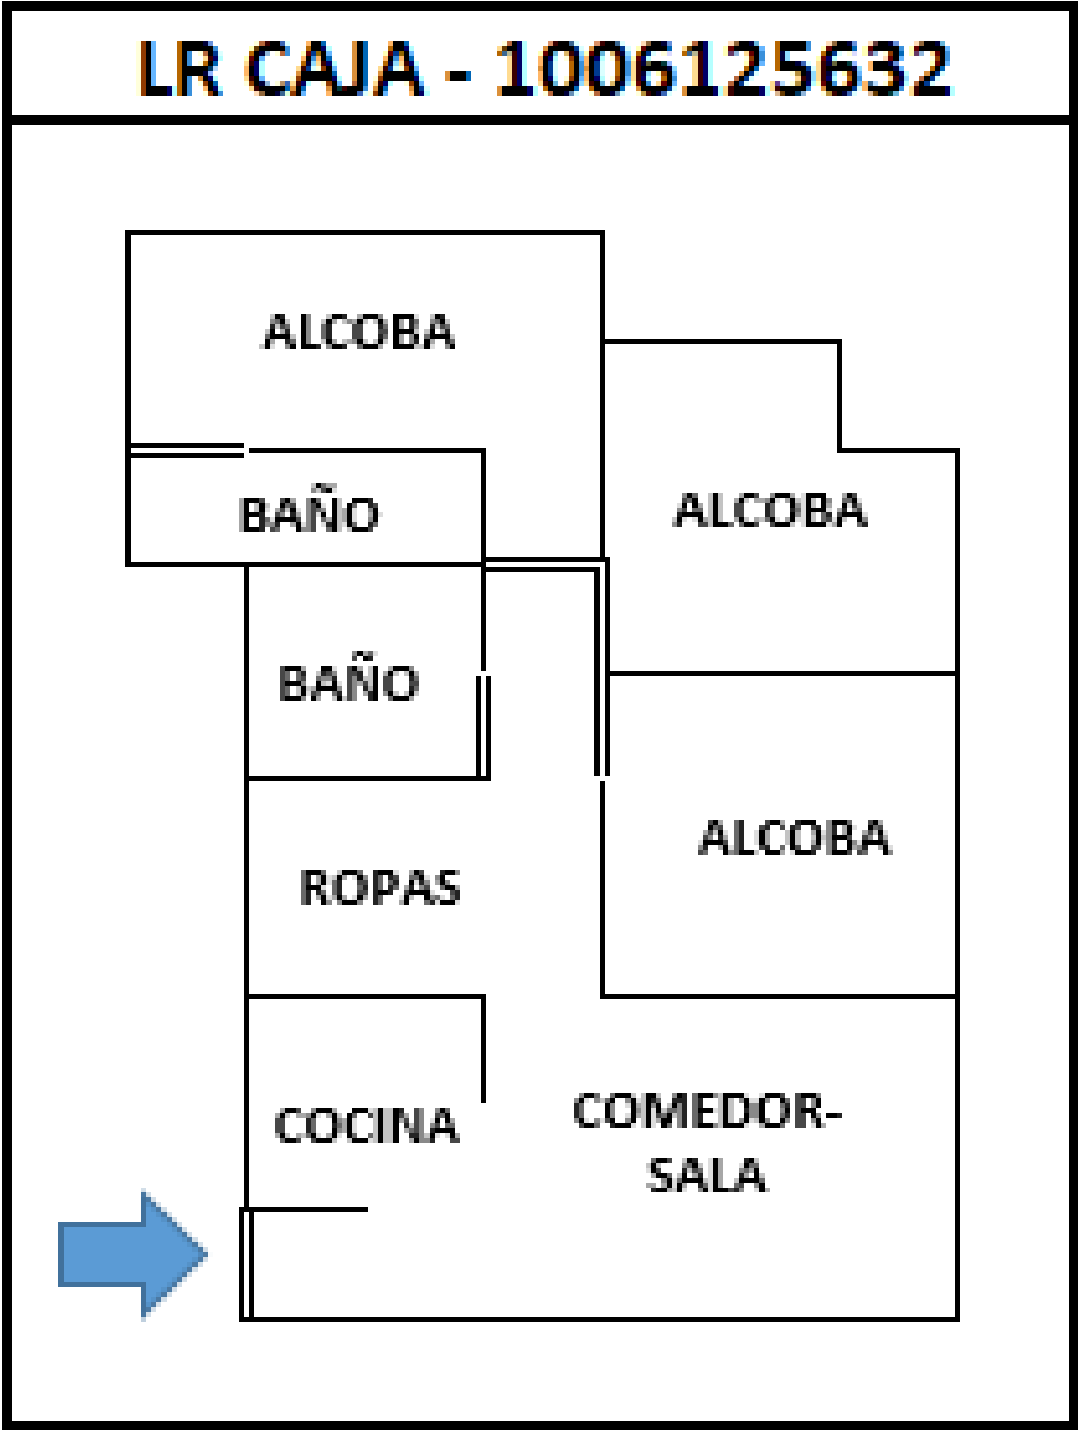 LR CAJA - 1006125632
ALCOBA
BAÑO
ALCOBA
BAÑO
ALCOBA
ROPAS
COCINA
COMEDOR-
SALA